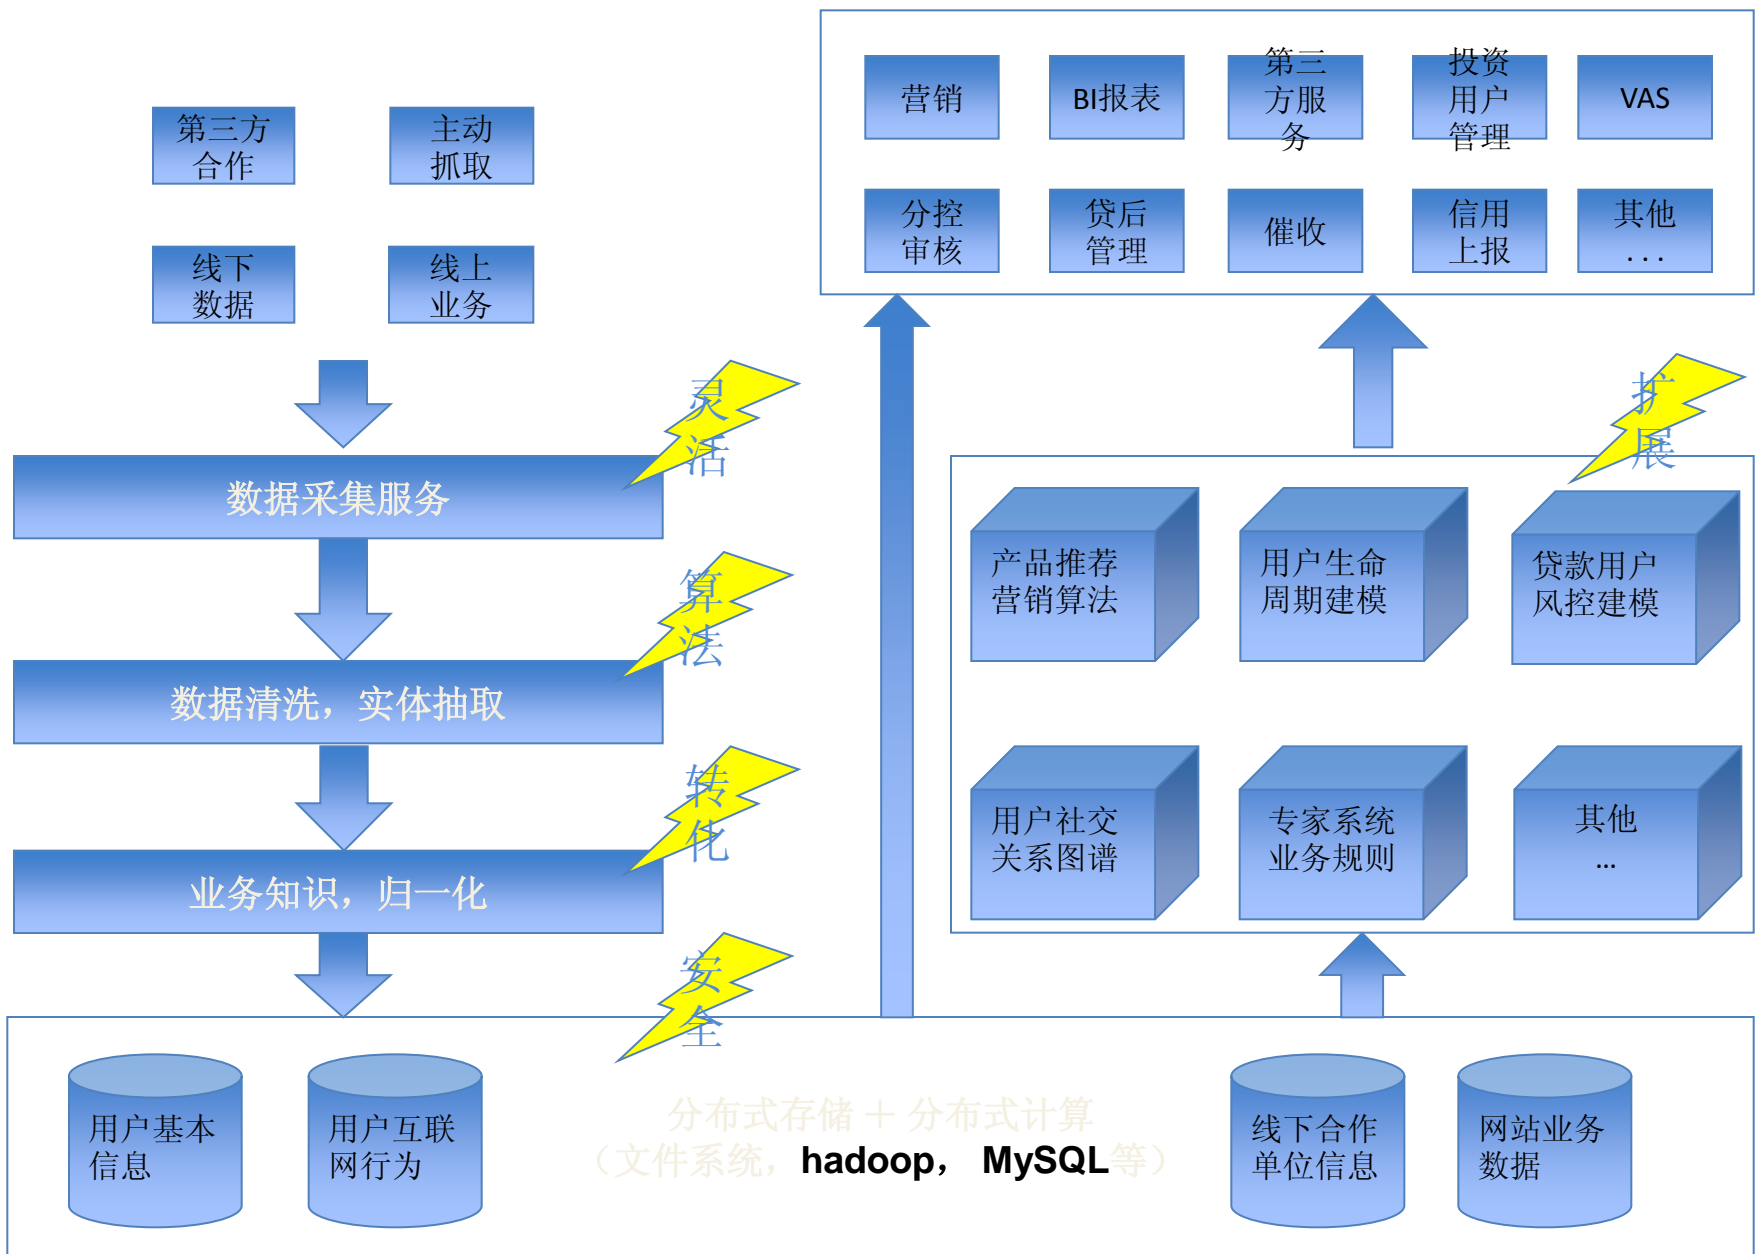 第三方
合作
主动
抓取
线下
数据
线上
业务
灵
活
数据采集服务
算
法
数据清洗，实体抽取
转
化
业务知识，归一化
安
全
营销
BI报表
第三
方服
务
投资
用户
管理
VAS
分控
审核
贷后
管理
催收
信用
上报
其他
...
扩
展
产品推荐
营销算法
用户生命
周期建模
贷款用户
风控建模
用户社交
关系图谱
专家系统
业务规则
其他
...
用户基本
信息
用户互联
网行为
分布式存储 + 分布式计算
（文件系统，hadoop， MySQL等）
线下合作
单位信息
网站业务
数据